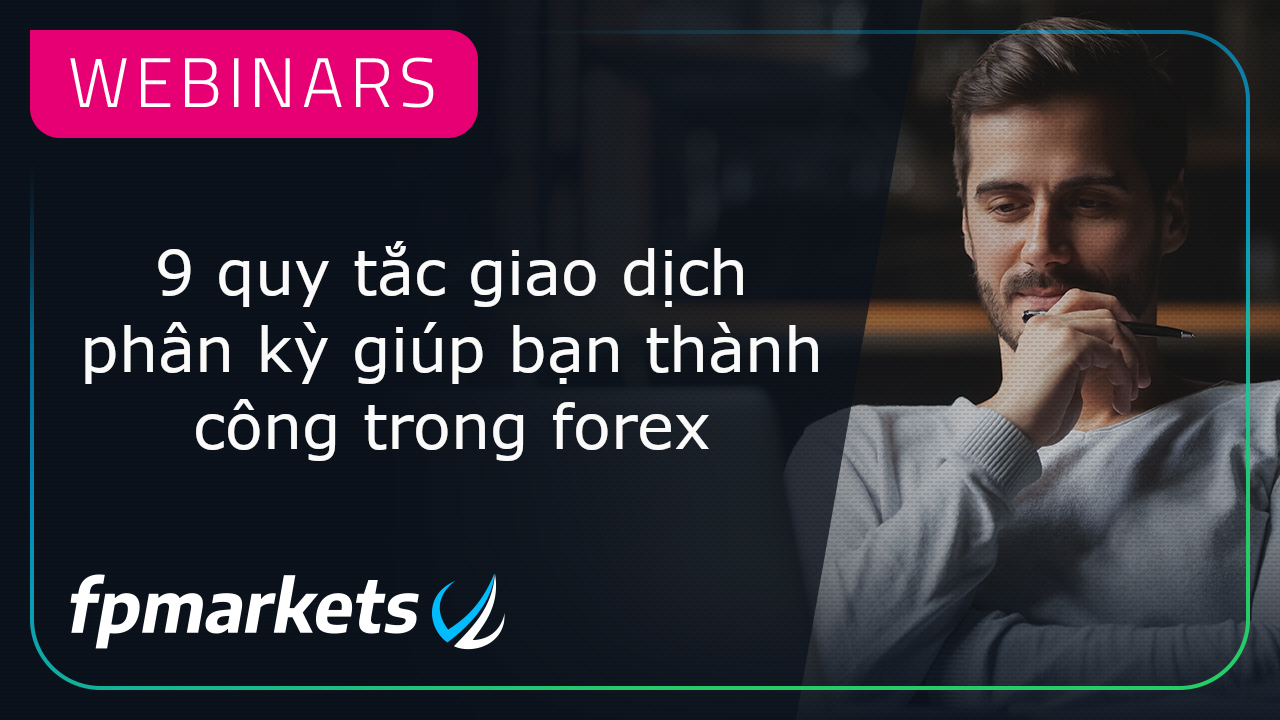 WEBINARS
9 quy tắc giao dịch
phân kỳ giúp bạn thành
công trong forex
fpmarkets